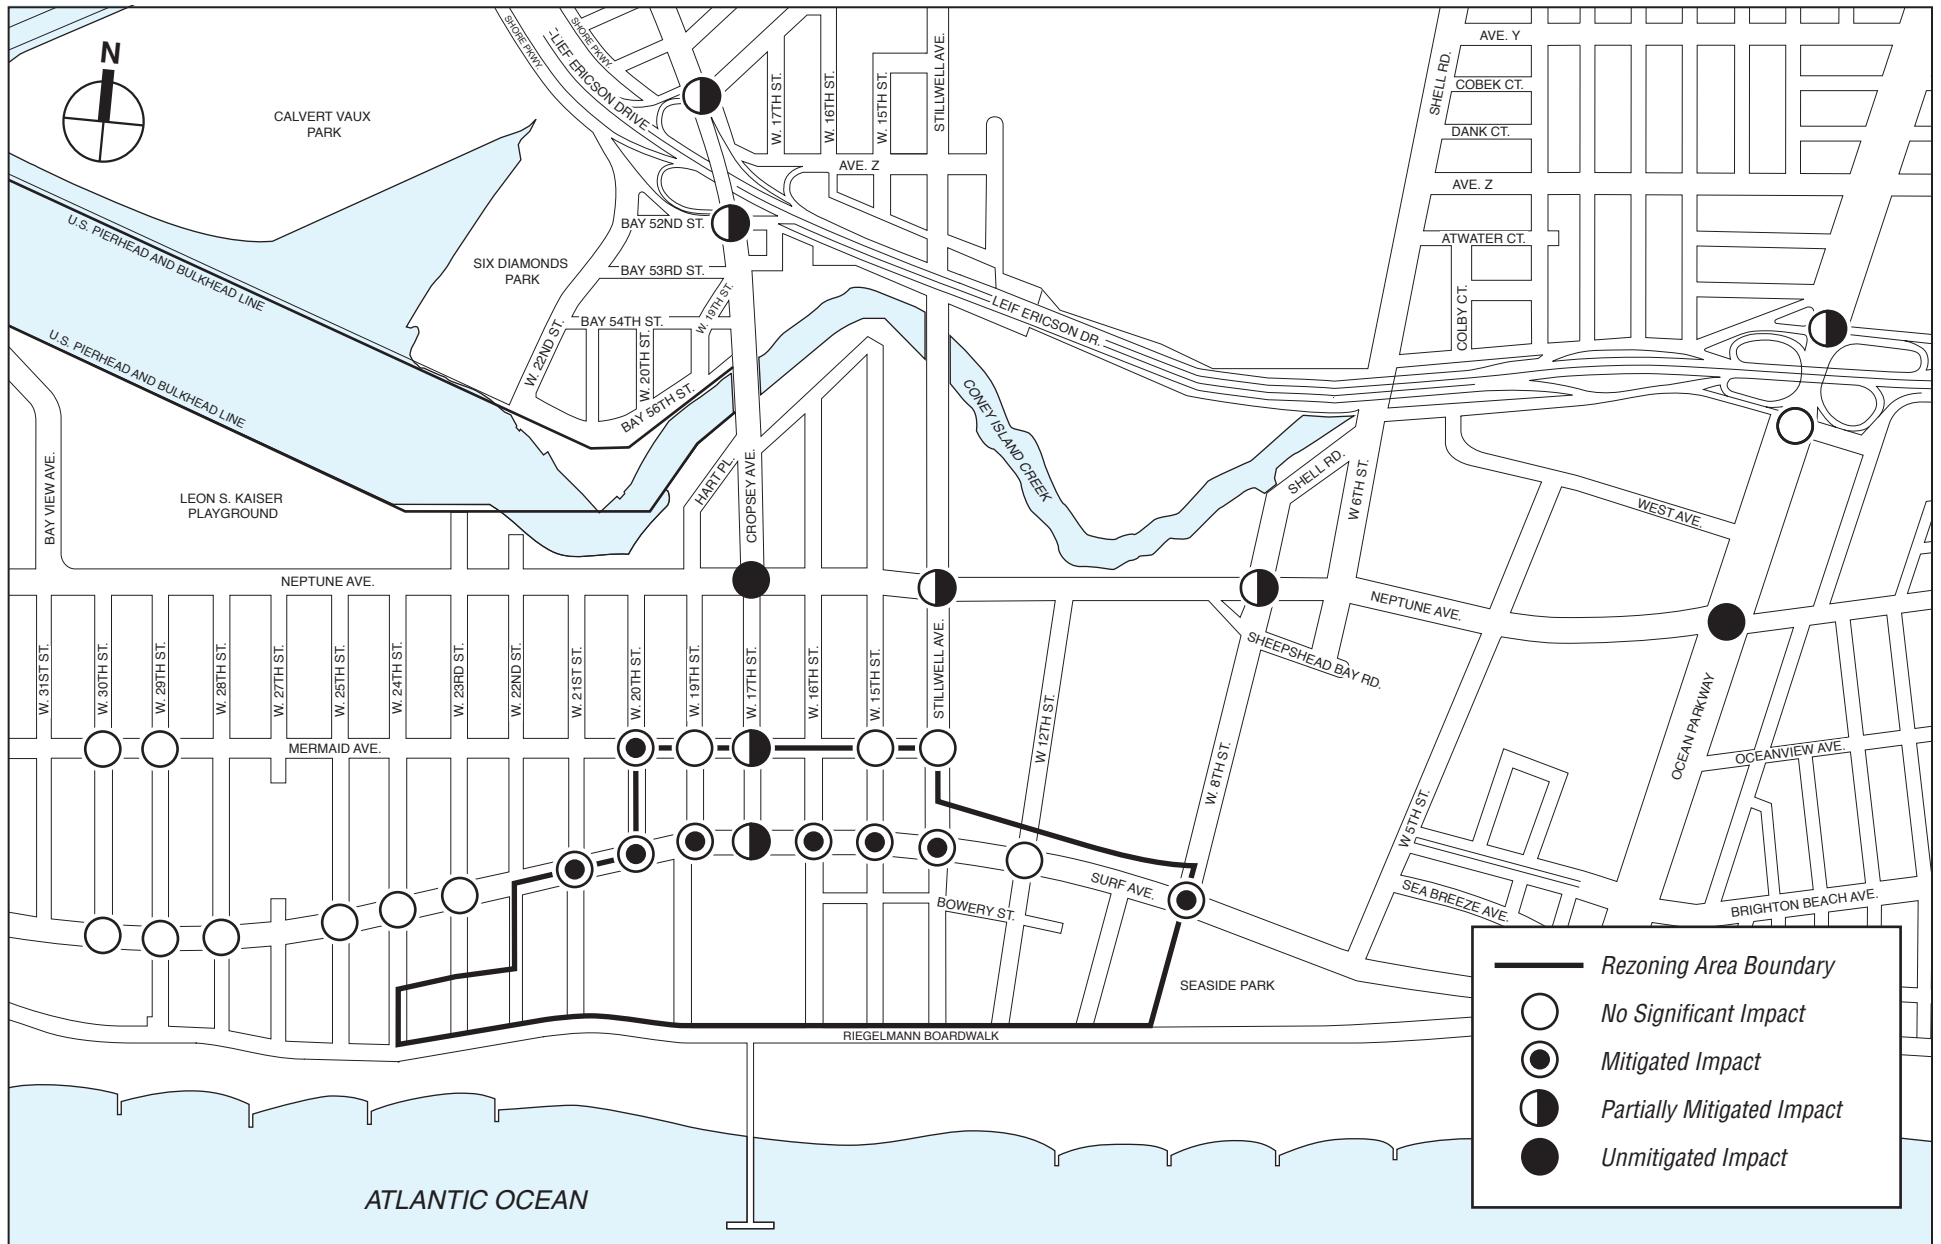 N
CALVERT VAUX
PARK
SHORE PKWY.
SHORE PKWY.
LIEF ERICSON DRIVE
W. 17TH ST.
W. 16TH ST.
W. 15TH ST.
STILLWELL AVE.
AVE. Z
SHELL RD.
AVE. Y
COBEK CT.
DANK CT.
AVE. Z
ATWATER CT.
COLBY CT.
U.S. PIERHEAD AND BULKHEAD LINE
U.S. PIERHEAD AND BULKHEAD LINE
SIX DIAMONDS
PARK
BAY 52ND ST.
BAY 53RD ST.
BAY 54TH ST.
W. 19TH ST.
W. 22ND ST.
W. 20TH ST.
BAY 56TH ST.
LEIF ERICSON DR.
CONEY ISLAND CREEK
HART PL.
CROPSEY AVE.
BAY VIEW AVE.
LEON S. KAISER
PLAYGROUND
SHELL RD.
W 6TH ST.
WEST AVE.
NEPTUNE AVE.
NEPTUNE AVE.
SHEEPSHEAD BAY RD.
W. 31ST ST.
W. 30TH ST.
W. 29TH ST.
W. 28TH ST.
W. 27TH ST.
W. 25TH ST.
W. 24TH ST.
W. 23RD ST.
W. 22ND ST.
W. 21ST ST.
W. 20TH ST.
W. 19TH ST.
W. 17TH ST.
W. 16TH ST.
W. 15TH ST.
STILLWELL AVE.
W 12TH ST.
W. 8TH ST.
W 5TH ST.
OCEAN PARKWAY
OCEANVIEW AVE.
MERMAID AVE.
SURF AVE.
BOWERY ST.
SEA BREEZE AVE.
BRIGHTON BEACH AVE.
SEASIDE PARK
RIEGELMANN BOARDWALK
ATLANTIC OCEAN
Rezoning Area Boundary
No Significant Impact
Mitigated Impact
Partially Mitigated Impact
Unmitigated Impact